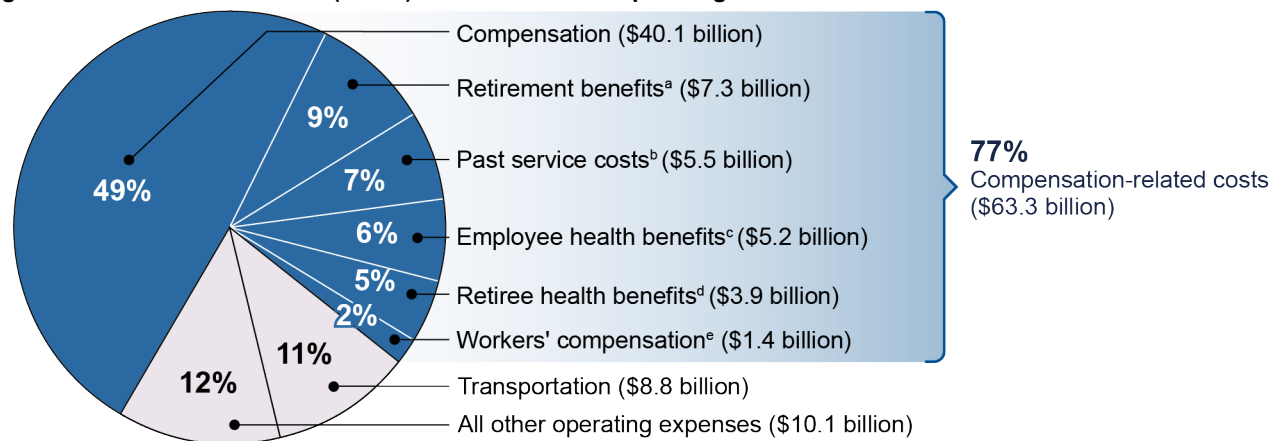 Compensation ($40.1 billion)
9%
Retirement benefitsᵃ ($7.3 billion)
49%
7%
Past service costsᵇ ($5.5 billion)
77%
Compensation-related costs
($63.3 billion)
6%
Employee health benefitsᶜ ($5.2 billion)
5%
Retiree health benefitsᵈ ($3.9 billion)
2%
Workers' compensationᵉ ($1.4 billion)
11%
Transportation ($8.8 billion)
12%
All other operating expenses ($10.1 billion)